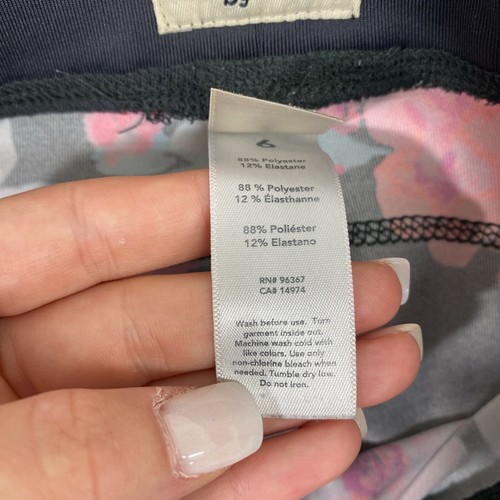 by
6
88% Polyester
12% Elastane
88 % Polyester
12 % Élasthanne
88% Poliéster
12% Elastano
RN# 96367
CA# 14974
Wash before use. Turn
garment inside out.
Machine wash cold with
like colors. Use only
non-chlorine bleach when
needed. Tumble dry low.
Do not iron.